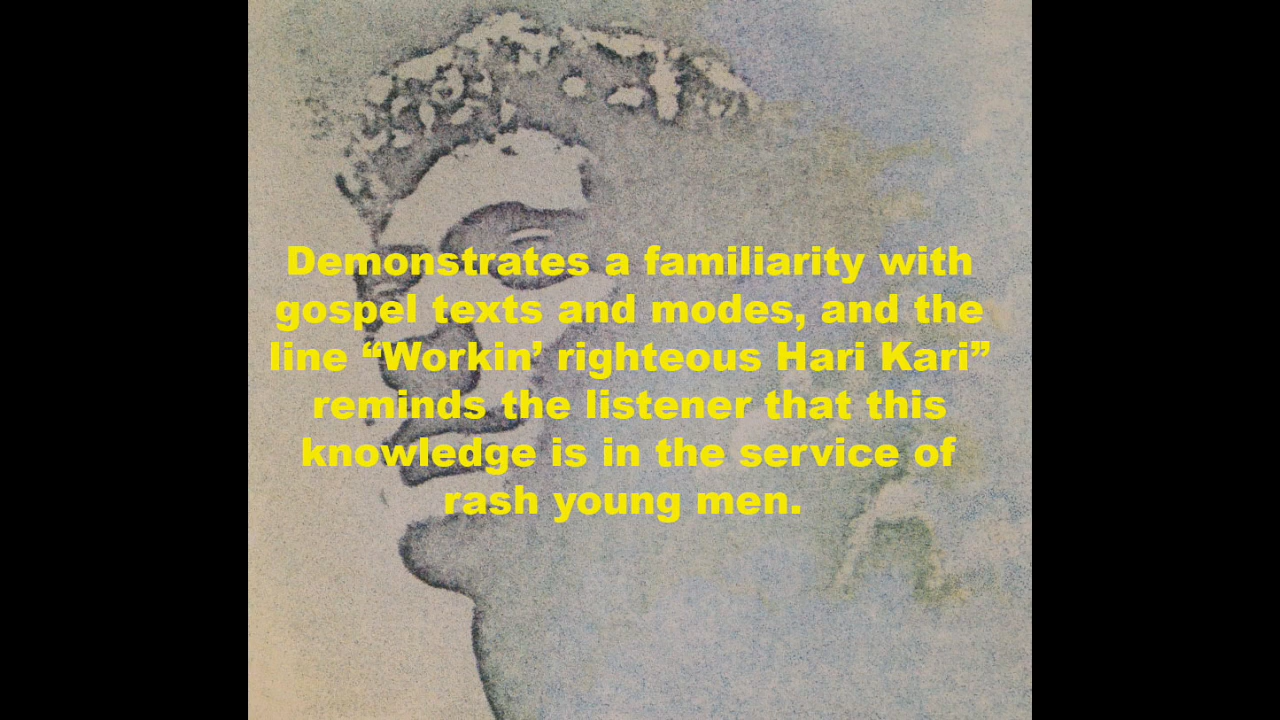 Demonstrates a familiarity with
gospel texts and modes, and the
line “Workin’ righteous Hari Kari”
reminds the listener that this
knowledge is in the service of
rash young men.